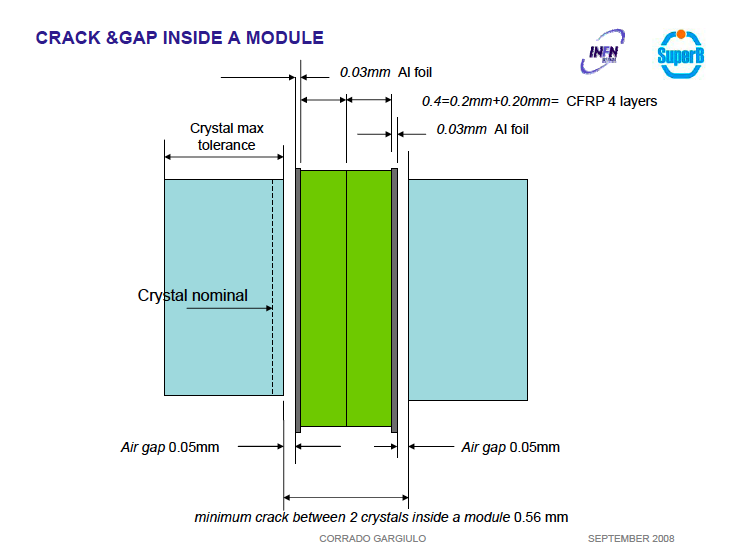 CRACK &GAP INSIDE A MODULE
INFN
SuperB
0.03mm Al foil
0.4=0.2mm+0.20mm= CFRP 4 layers
0.03mm Al foil
Crystal max
tolerance
Crystal nominal
Air gap 0.05mm
Air gap 0.05mm
minimum crack between 2 crystals inside a module 0.56 mm
CORRADO GARGIULO
SEPTEMBER 2008